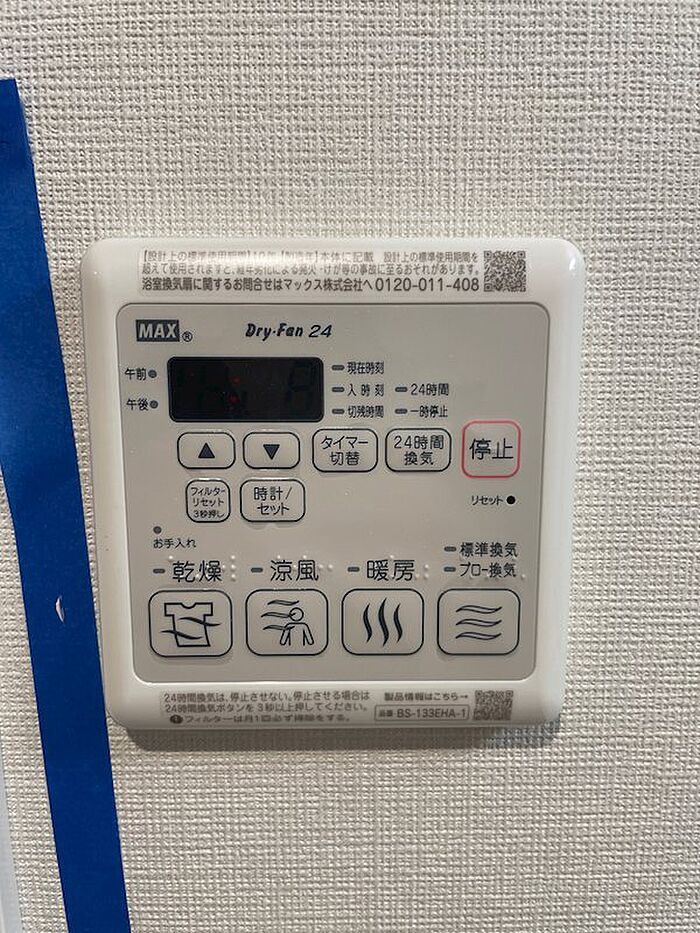 【設計上の標準使用期間】10年【製造年】本体に記載 設計上の標準使用期間を
超えて使用されますと、経年劣化による発火・けが等の事故に至るおそれがあります。
浴室換気扇に関するお問合せはマックス株式会社へ 0120-011-408
MAX® Dry・Fan 24
午前 現在時刻
入時刻 24時間
午後 切残時間 一時停止
▲ ▼ タイマー切替 24時間換気 停止
フィルターリセット3秒押し 時計/セット リセット
お手入れ
乾燥 涼風 暖房 標準換気
プロー換気
24時間換気は、停止させない。停止させる場合は 製品情報はこちら→
24時間換気ボタンを3秒以上押してください。 品番 BS-133EHA-1
フィルターは月1回必ず掃除をする。